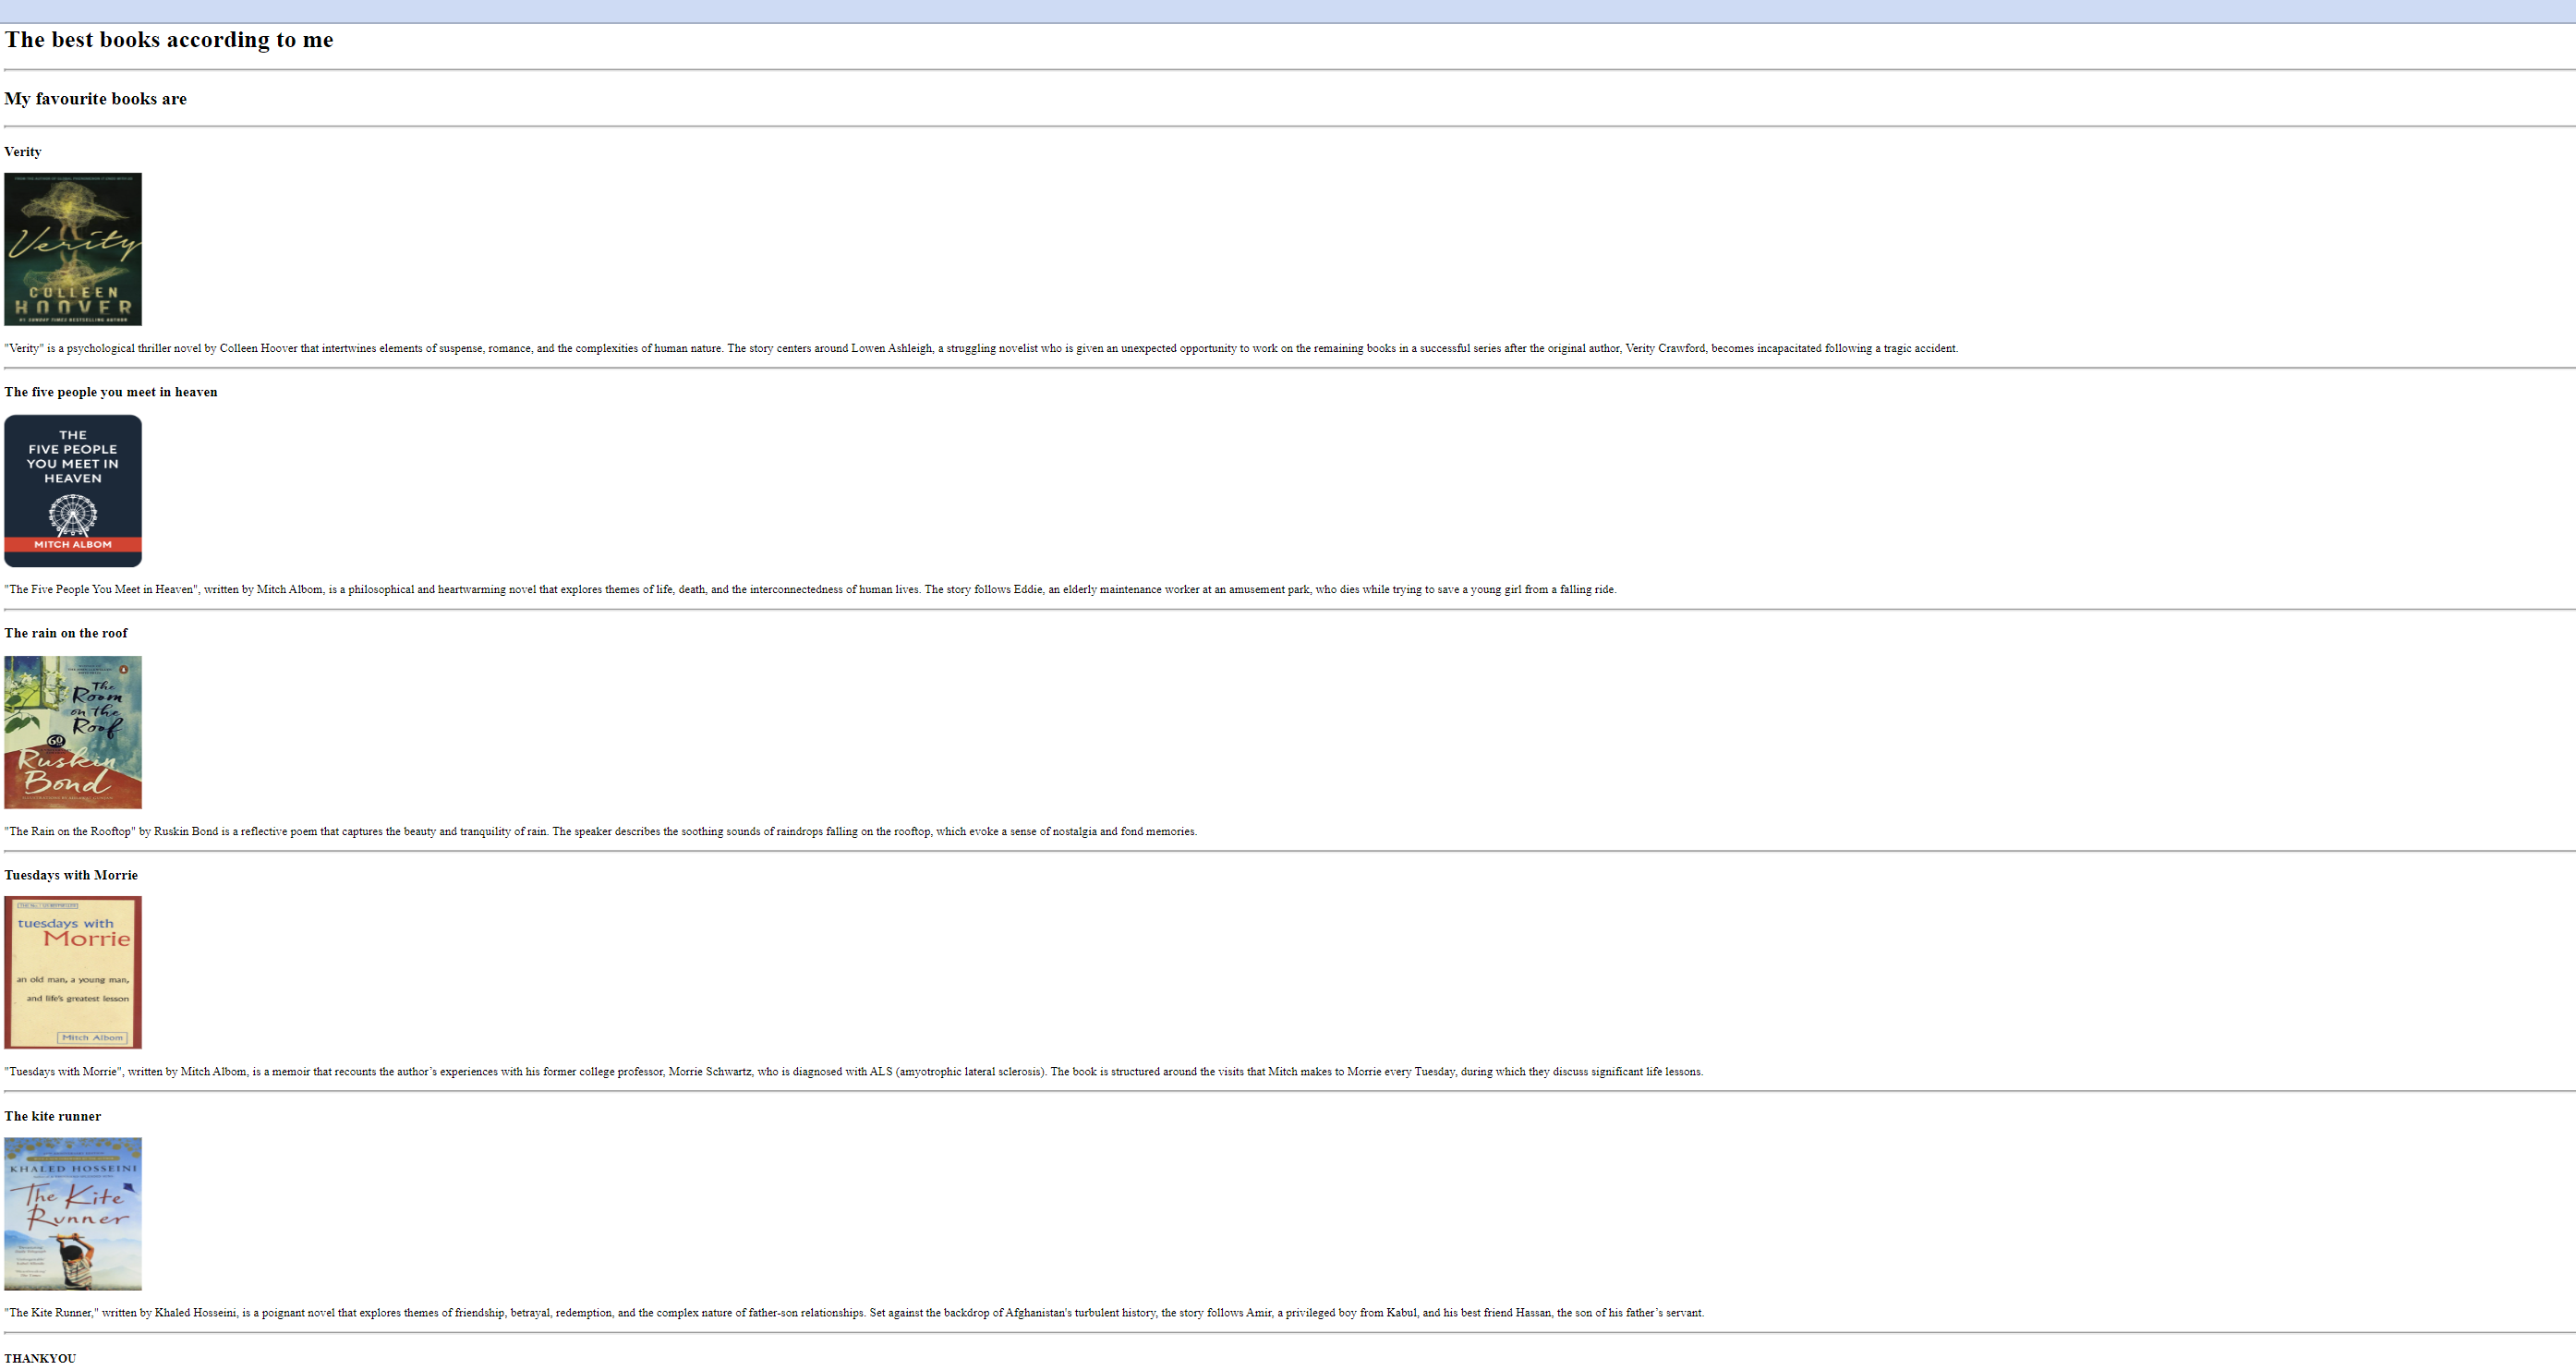 The best books according to me
My favourite books are
Verity
Verity
COLLEEN
HOOVER
"Verity" is a psychological thriller novel by Colleen Hoover that intertwines elements of suspense, romance, and the complexities of human nature. The story centers around Lowen Ashleigh, a struggling novelist who is given an unexpected opportunity to work on the remaining books in a successful series after the original author, Verity Crawford, becomes incapacitated following a tragic accident.
The five people you meet in heaven
THE
FIVE PEOPLE
YOU MEET IN
HEAVEN
MITCH ALBOM
"The Five People You Meet in Heaven", written by Mitch Albom, is a philosophical and heartwarming novel that explores themes of life, death, and the interconnectedness of human lives. The story follows Eddie, an elderly maintenance worker at an amusement park, who dies while trying to save a young girl from a falling ride.
The rain on the roof
The
Room
on the
Roof
60
Ruskin
Bond
"The Rain on the Rooftop" by Ruskin Bond is a reflective poem that captures the beauty and tranquility of rain. The speaker describes the soothing sounds of raindrops falling on the rooftop, which evoke a sense of nostalgia and fond memories.
Tuesdays with Morrie
tuesdays with
Morrie
an old man, a young man,
and life's greatest lesson
Mitch Albom
"Tuesdays with Morrie", written by Mitch Albom, is a memoir that recounts the author’s experiences with his former college professor, Morrie Schwartz, who is diagnosed with ALS (amyotrophic lateral sclerosis). The book is structured around the visits that Mitch makes to Morrie every Tuesday, during which they discuss significant life lessons.
The kite runner
KHALED HOSSEINI
The Kite
Runner
"The Kite Runner," written by Khaled Hosseini, is a poignant novel that explores themes of friendship, betrayal, redemption, and the complex nature of father-son relationships. Set against the backdrop of Afghanistan's turbulent history, the story follows Amir, a privileged boy from Kabul, and his best friend Hassan, the son of his father’s servant.
THANKYOU